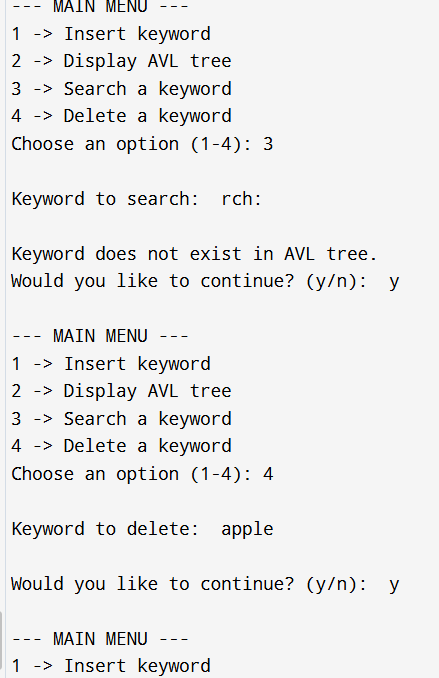 --- MAIN MENU ---
1 -> Insert keyword
2 -> Display AVL tree
3 -> Search a keyword
4 -> Delete a keyword
Choose an option (1-4): 3
Keyword to search:  rch:
Keyword does not exist in AVL tree.
Would you like to continue? (y/n):  y
--- MAIN MENU ---
1 -> Insert keyword
2 -> Display AVL tree
3 -> Search a keyword
4 -> Delete a keyword
Choose an option (1-4): 4
Keyword to delete:  apple
Would you like to continue? (y/n):  y
--- MAIN MENU ---
1 -> Insert keyword